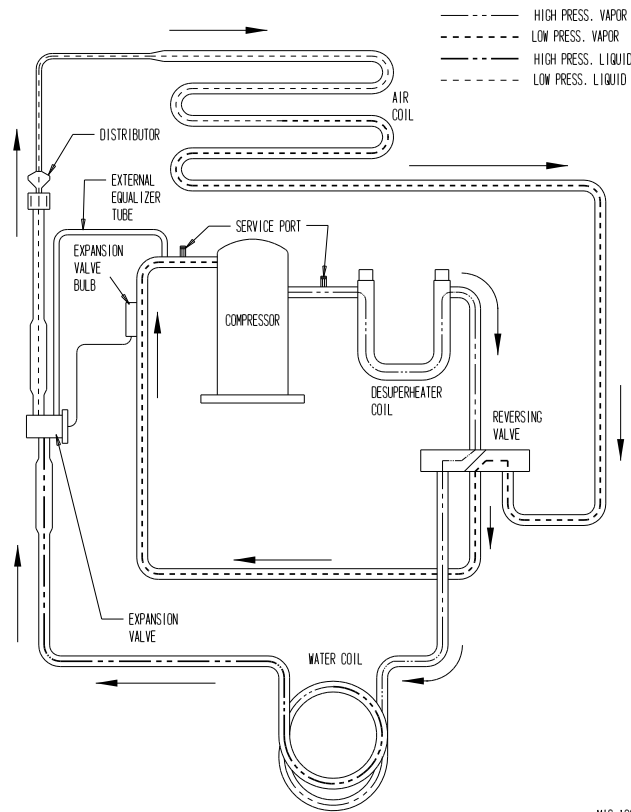 HIGH PRESS. VAPOR
LOW PRESS. VAPOR
HIGH PRESS. LIQUID
LOW PRESS. LIQUID
AIR
COIL
DISTRIBUTOR
EXTERNAL
EQUALIZER
TUBE
SERVICE PORT
EXPANSION
VALVE
BULB
COMPRESSOR
DESUPERHEATER
COIL
REVERSING
VALVE
EXPANSION
VALVE
WATER COIL